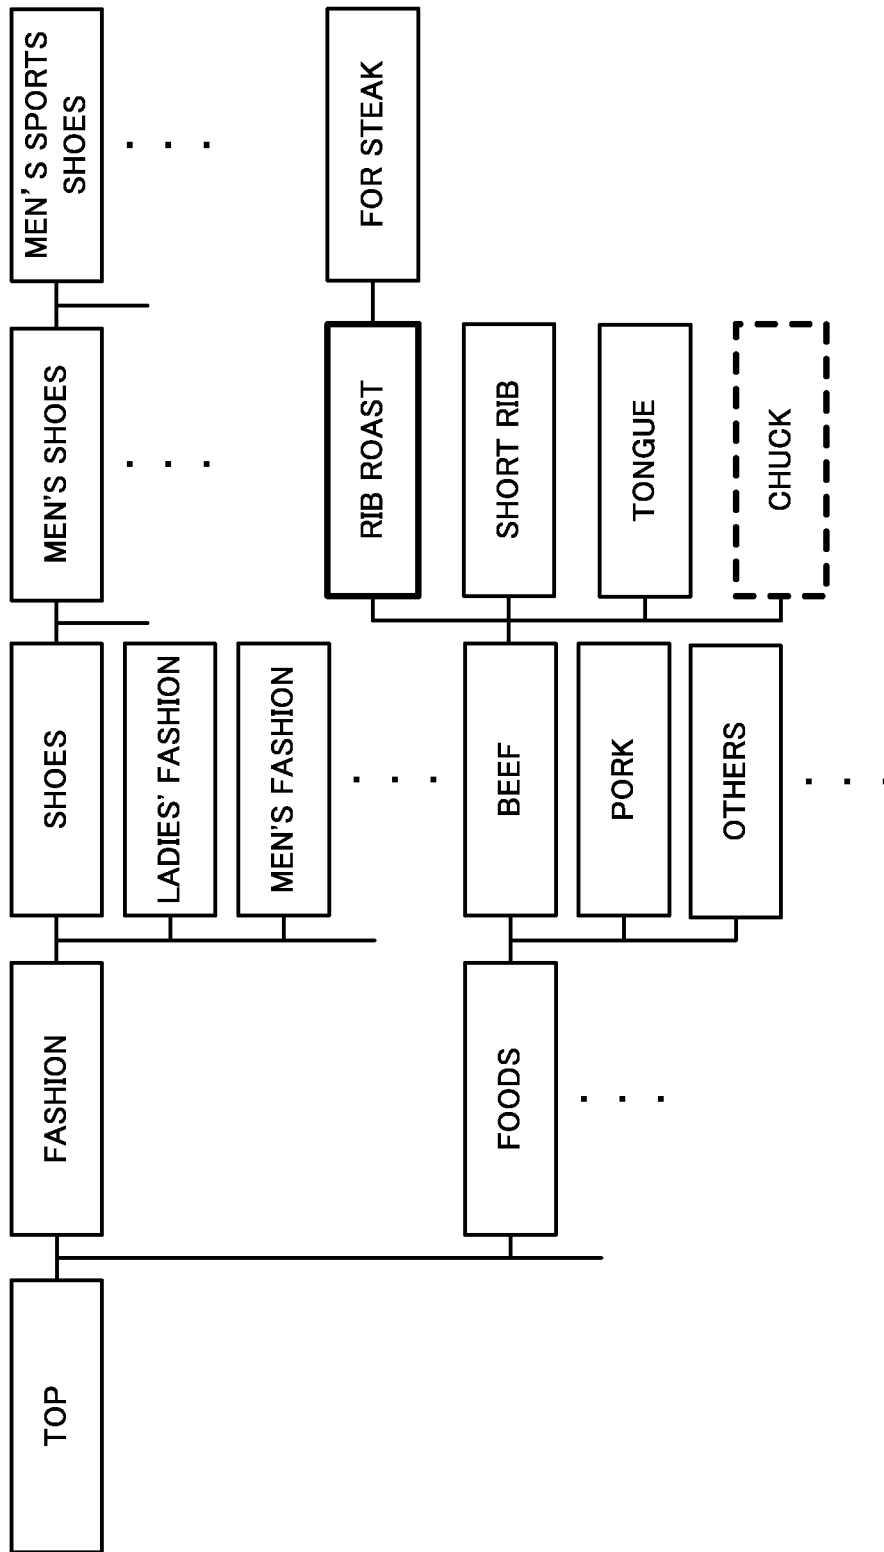 TOP
FASHION
SHOES
MEN'S SHOES
MEN'S SPORTS
SHOES
LADIES' FASHION
MEN'S FASHION
FOODS
BEEF
RIB ROAST
FOR STEAK
SHORT RIB
TONGUE
CHUCK
PORK
OTHERS